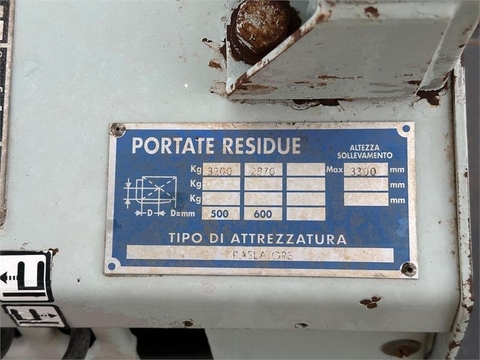 PORTATE RESIDUE
ALTEZZA
SOLLEVAMENTO
Kg 3200 2870 Max 3300 mm
Kg mm
Kg mm
D D=mm 500 600
TIPO DI ATTREZZATURA